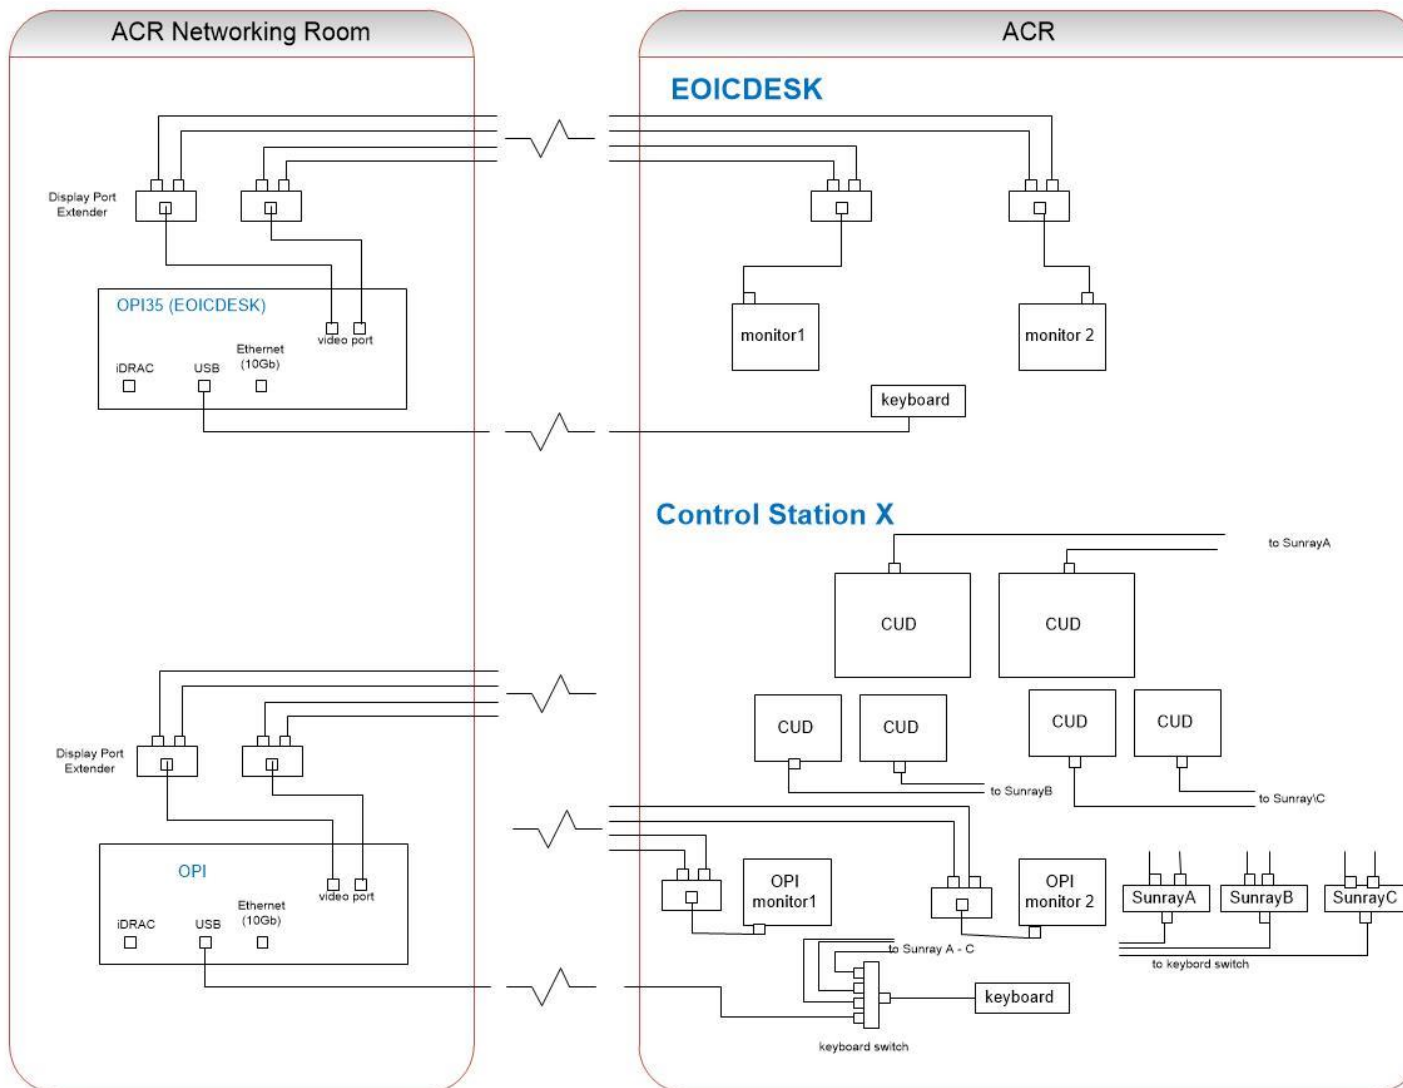 ACR Networking Room
ACR
EOICDESK
Display Port
Extender
OPI35 (EOICDESK)
video port
Ethernet
(10Gb)
iDRAC
USB
monitor1
monitor 2
keyboard
Control Station X
to SunrayA
CUD
CUD
CUD
CUD
CUD
CUD
to SunrayB
to Sunray\C
Display Port
Extender
OPI
video port
Ethernet
(10Gb)
iDRAC
USB
OPI
monitor1
OPI
monitor 2
SunrayA
SunrayB
SunrayC
to Sunray A - C
to keybord switch
keyboard
keyboard switch